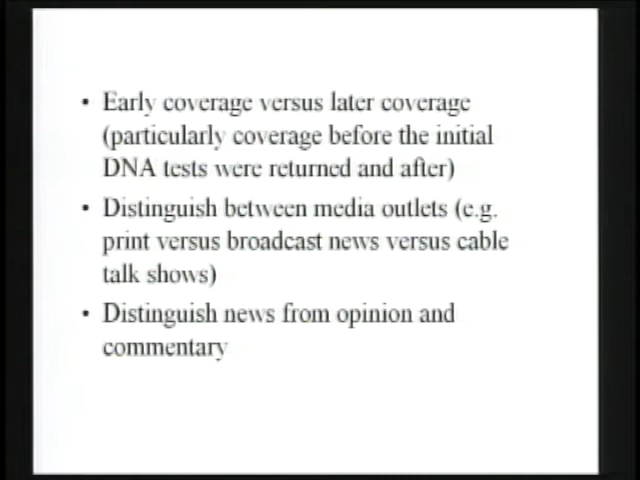 • Early coverage versus later coverage
(particularly coverage before the initial
DNA tests were returned and after)
• Distinguish between media outlets (e.g.
print versus broadcast news versus cable
talk shows)
• Distinguish news from opinion and
commentary